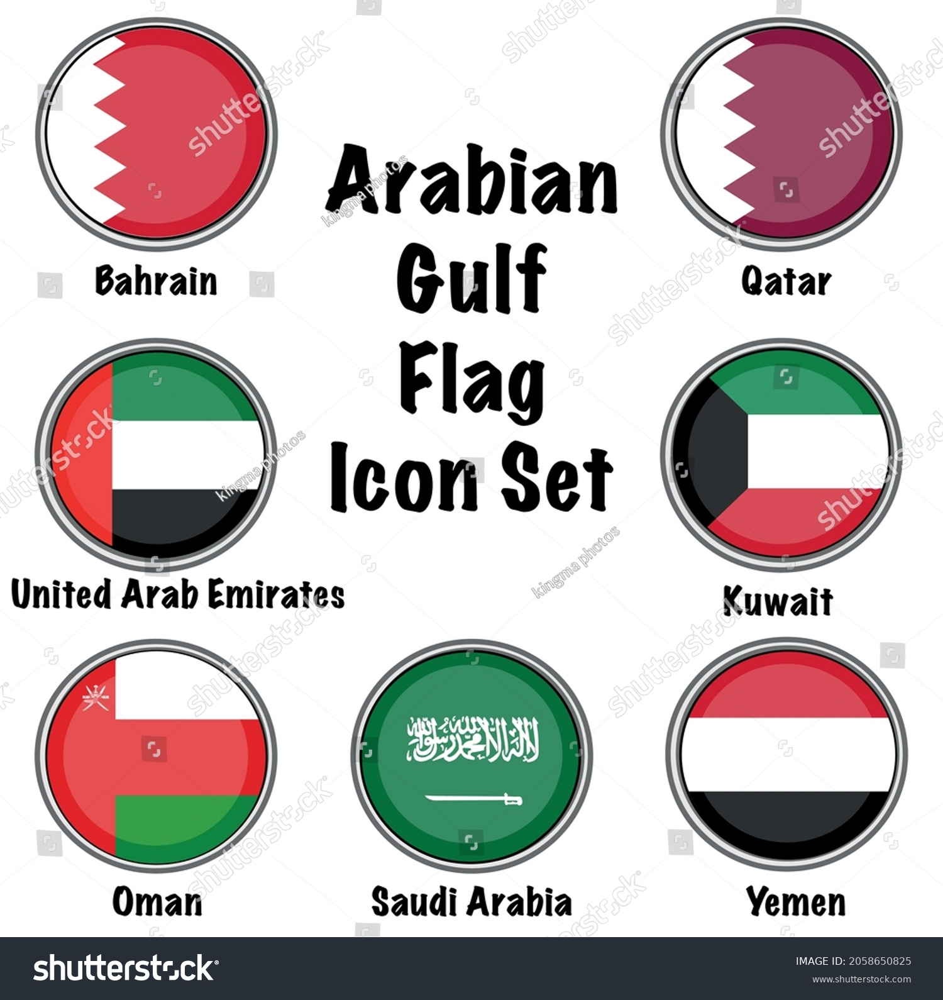 Arabian
Gulf
Flag
Icon Set
Bahrain
Qatar
United Arab Emirates
Kuwait
لا إله إلا الله محمد رسول الله
Oman
Saudi Arabia
Yemen
shutterstock
kingma photos
shutterstock
IMAGE ID: 2058650825
www.shutterstock.com